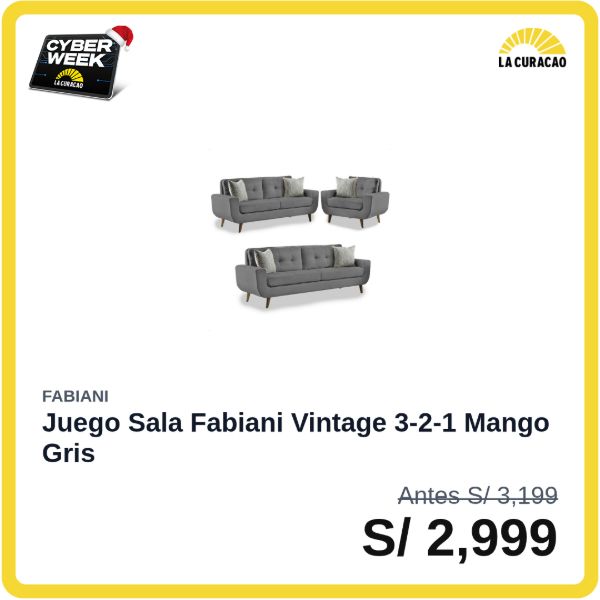 CYBER
WEEK
LA CURACAO
LA CURACAO
FABIANI
Juego Sala Fabiani Vintage 3-2-1 Mango
Gris
Antes S/ 3,199
S/ 2,999